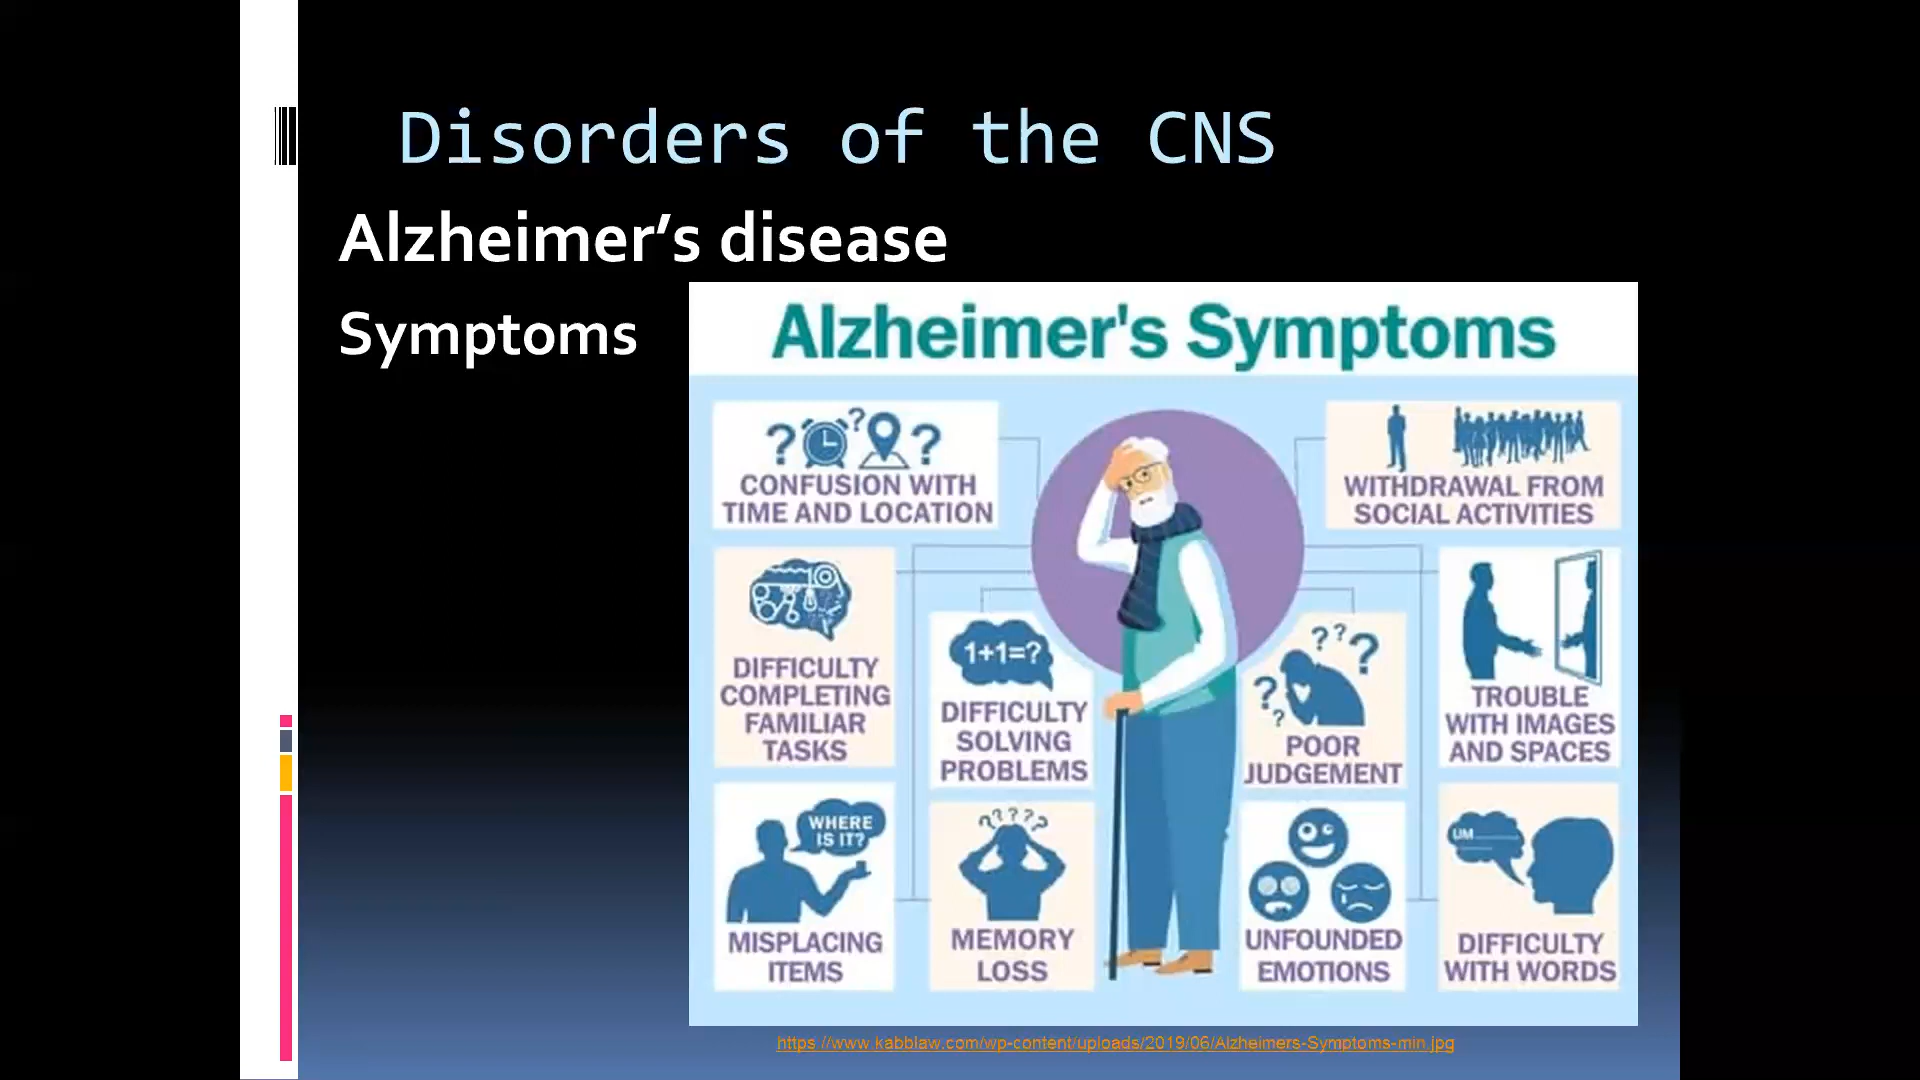 Disorders of the CNS
Alzheimer’s disease
Symptoms
Alzheimer's Symptoms
? ? ?
CONFUSION WITH
TIME AND LOCATION
WITHDRAWAL FROM
SOCIAL ACTIVITIES
DIFFICULTY
COMPLETING
FAMILIAR
TASKS
1+1=?
DIFFICULTY
SOLVING
PROBLEMS
? ? ?
? ?
POOR
JUDGEMENT
TROUBLE
WITH IMAGES
AND SPACES
WHERE
IS IT?
MISPLACING
ITEMS
? ? ? ?
MEMORY
LOSS
UNFOUNDED
EMOTIONS
UM
DIFFICULTY
WITH WORDS
https://www.kabblaw.com/wp-content/uploads/2019/06/Alzheimers-Symptoms-min.jpg